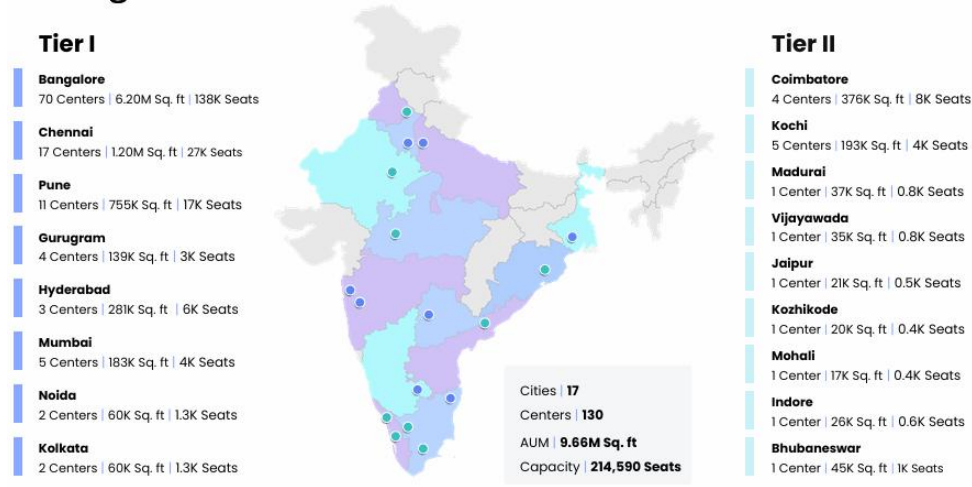 Tier I
Bangalore
70 Centers | 6.20M Sq. ft | 138K Seats
Chennai
17 Centers | 1.20M Sq. ft | 27K Seats
Pune
11 Centers | 755K Sq. ft | 17K Seats
Gurugram
4 Centers | 139K Sq. ft | 3K Seats
Hyderabad
3 Centers | 281K Sq. ft | 6K Seats
Mumbai
5 Centers | 183K Sq. ft | 4K Seats
Noida
2 Centers | 60K Sq. ft | 1.3K Seats
Kolkata
2 Centers | 60K Sq. ft | 1.3K Seats
Cities | 17
Centers | 130
AUM | 9.66M Sq. ft
Capacity | 214,590 Seats
Tier II
Coimbatore
4 Centers | 376K Sq. ft | 8K Seats
Kochi
5 Centers | 193K Sq. ft | 4K Seats
Madurai
1 Center | 37K Sq. ft | 0.8K Seats
Vijayawada
1 Center | 35K Sq. ft | 0.8K Seats
Jaipur
1 Center | 21K Sq. ft | 0.5K Seats
Kozhikode
1 Center | 20K Sq. ft | 0.4K Seats
Mohali
1 Center | 17K Sq. ft | 0.4K Seats
Indore
1 Center | 26K Sq. ft | 0.6K Seats
Bhubaneswar
1 Center | 45K Sq. ft | 1K Seats